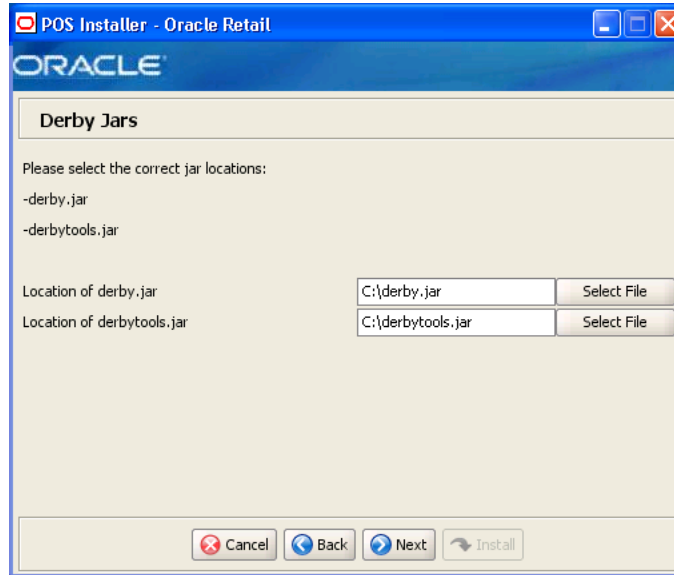 POS Installer - Oracle Retail
ORACLE
Derby Jars
Please select the correct jar locations:
-derby.jar
-derbytools.jar
Location of derby.jar C:\derby.jar Select File
Location of derbytools.jar C:\derbytools.jar Select File
Cancel Back Next Install